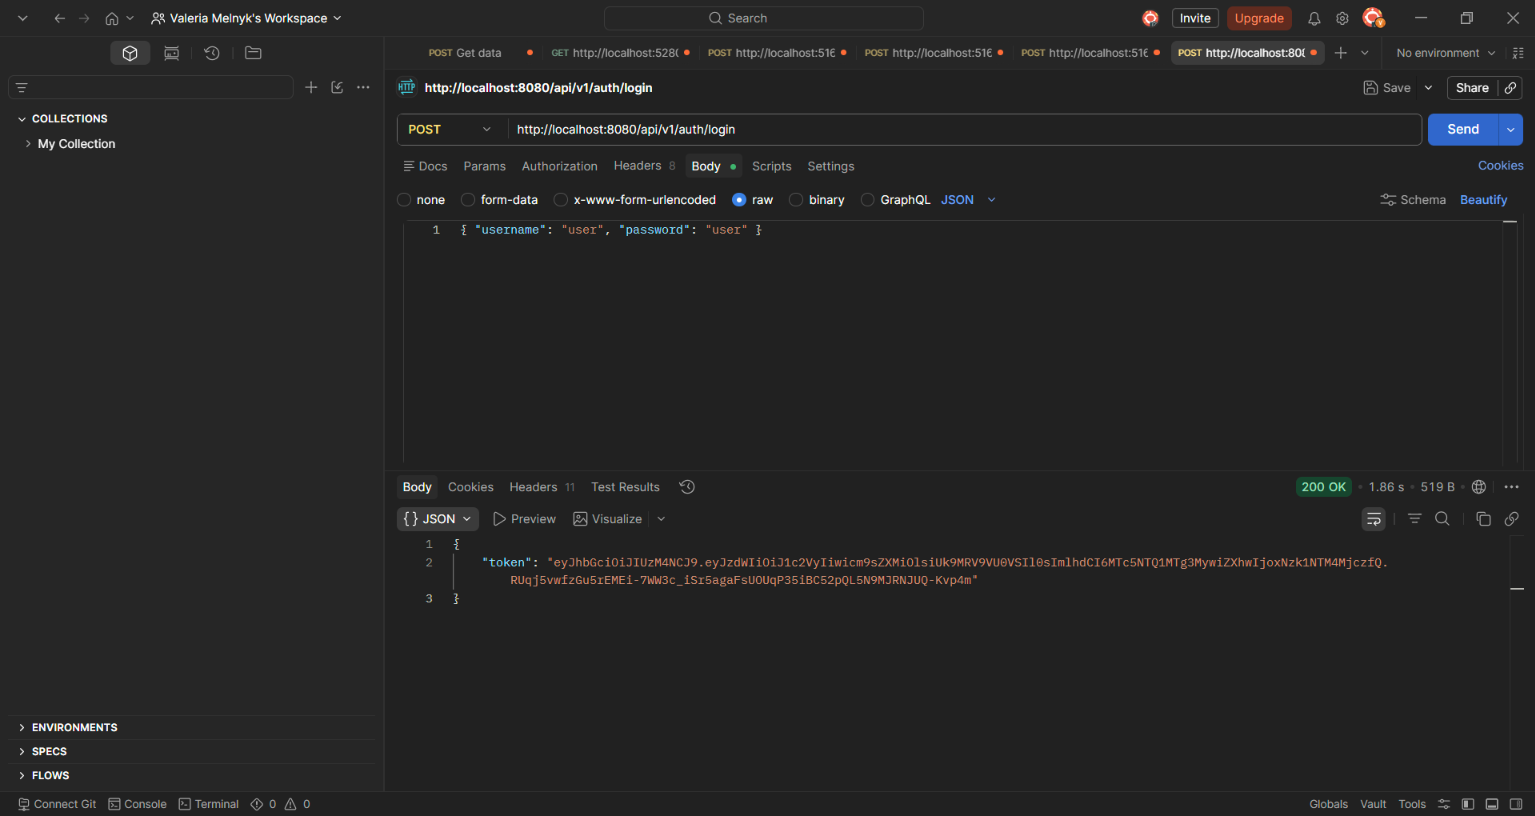 Valeria Melnyk's Workspace
Search
Invite
Upgrade
POST Get data
GET http://localhost:528(
POST http://localhost:516
POST http://localhost:516
POST http://localhost:516
POST http://localhost:808
No environment
HTTP http://localhost:8080/api/v1/auth/login
Save
Share
COLLECTIONS
My Collection
POST
http://localhost:8080/api/v1/auth/login
Send
Docs
Params
Authorization
Headers 8
Body
Scripts
Settings
Cookies
none
form-data
x-www-form-urlencoded
raw
binary
GraphQL
JSON
Schema
Beautify
1 { "username": "user", "password": "user" }
Body
Cookies
Headers 11
Test Results
200 OK
1.86 s
519 B
{} JSON
Preview
Visualize
1 {
2 "token": "eyJhbGciOiJIUzM4NCJ9.eyJzdWIiOiJ1c2VyIiwicm9sZXMiOlsiUk9MRV9VU0VSIl0sImlhdCI6MTc5NTQ1MTg3MywiZXhwIjoxNzk1NTM4MjczfQ.
RUqj5vwfzGu5rEMEi-7WW3c_iSr5agaFsUOUqP35iBC52pQL5N9MJRNJUQ-Kvp4m"
3 }
ENVIRONMENTS
SPECS
FLOWS
Connect Git
Console
Terminal
0
0
Globals
Vault
Tools